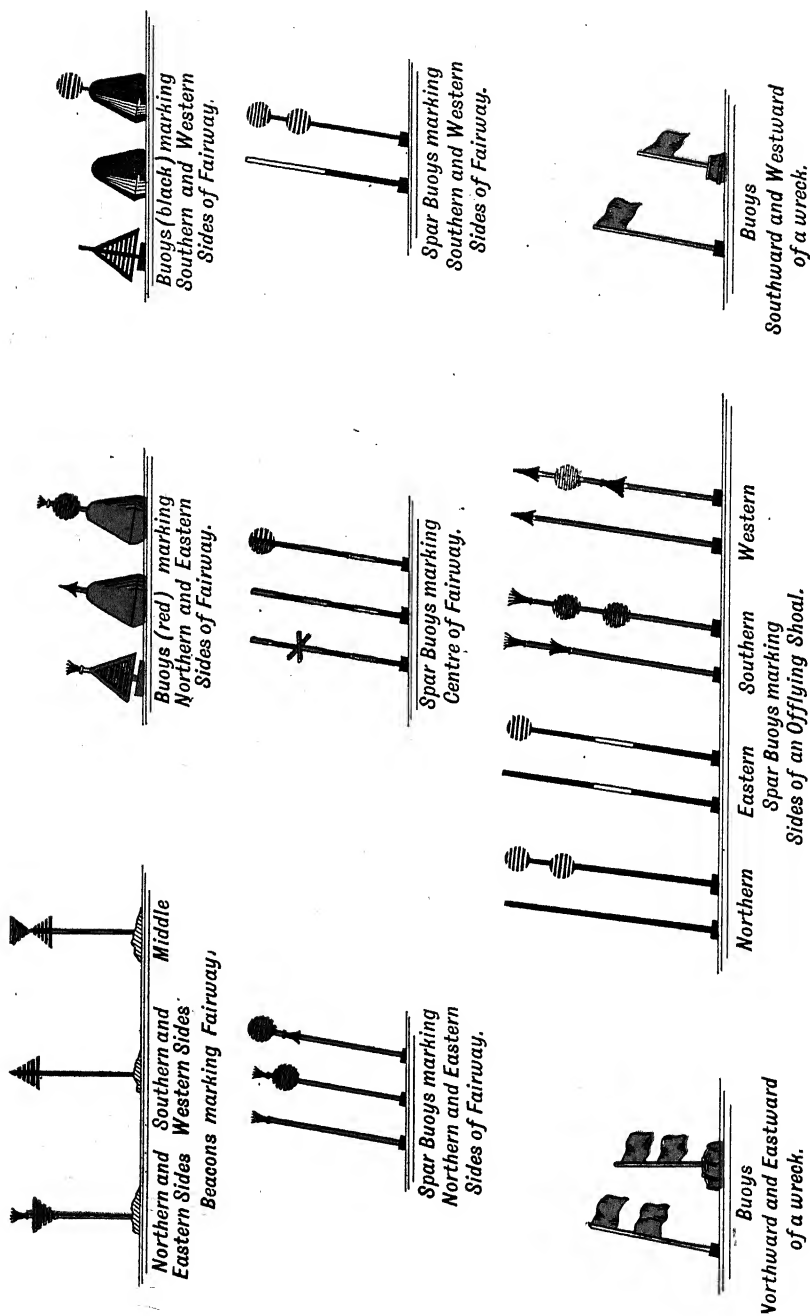 Northern and Southern and Middle
Eastern Sides Western Sides
Beacons marking Fairway,
Buoys (red) marking
Northern and Eastern
Sides of Fairway.
Buoys (black) marking
Southern and Western
Sides of Fairway.
Spar Buoys marking
Northern and Eastern
Sides of Fairway.
Spar Buoys marking
Centre of Fairway.
Spar Buoys marking
Southern and Western
Sides of Fairway.
Buoys
Northward and Eastward
of a wreck.
Northern Eastern Southern Western
Spar Buoys marking
Sides of an Offlying Shoal.
Buoys
Southward and Westward
of a wreck.